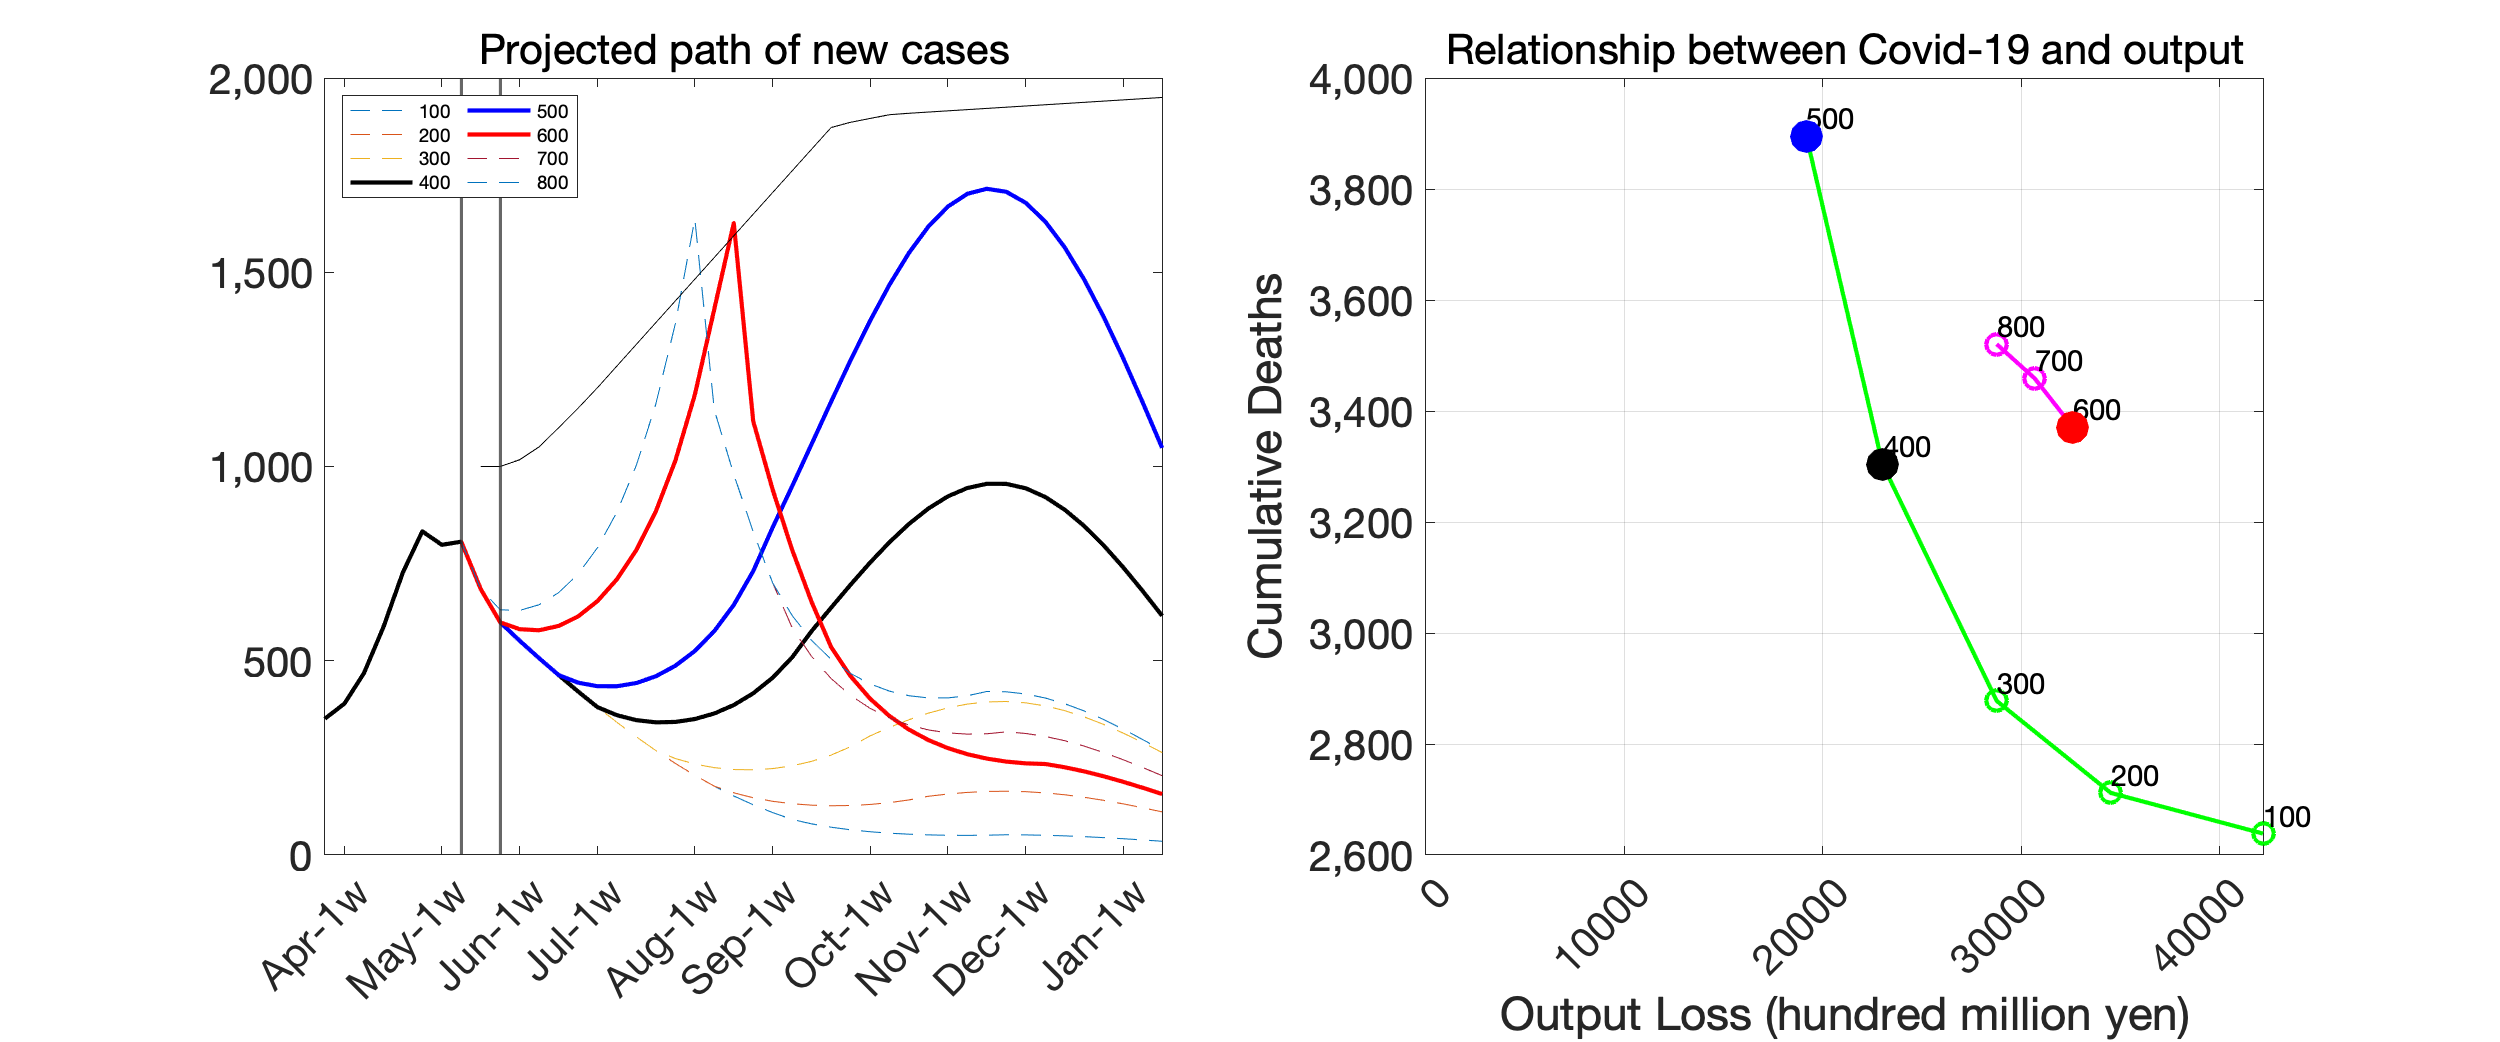 Projected path of new cases
2,000
1,500
1,000
500
0
100
200
300
400
500
600
700
800
Apr-1w
May-1w
Jun-1w
Jul-1w
Aug-1w
Sep-1w
Oct-1w
Nov-1w
Dec-1w
Jan-1w
Relationship between Covid-19 and output
Cumulative Deaths
4,000
3,800
3,600
3,400
3,200
3,000
2,800
2,600
500
800
700
600
400
300
200
100
0
10000
20000
30000
40000
Output Loss (hundred million yen)